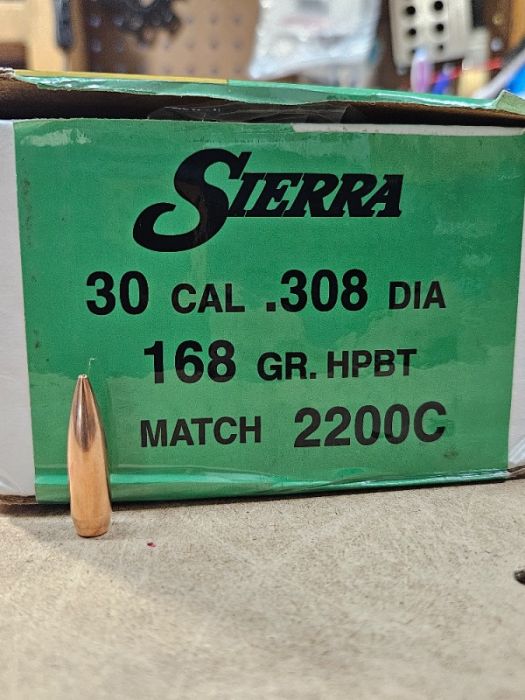 SIERRA
30 CAL .308 DIA
168 GR. HPBT
MATCH 2200C